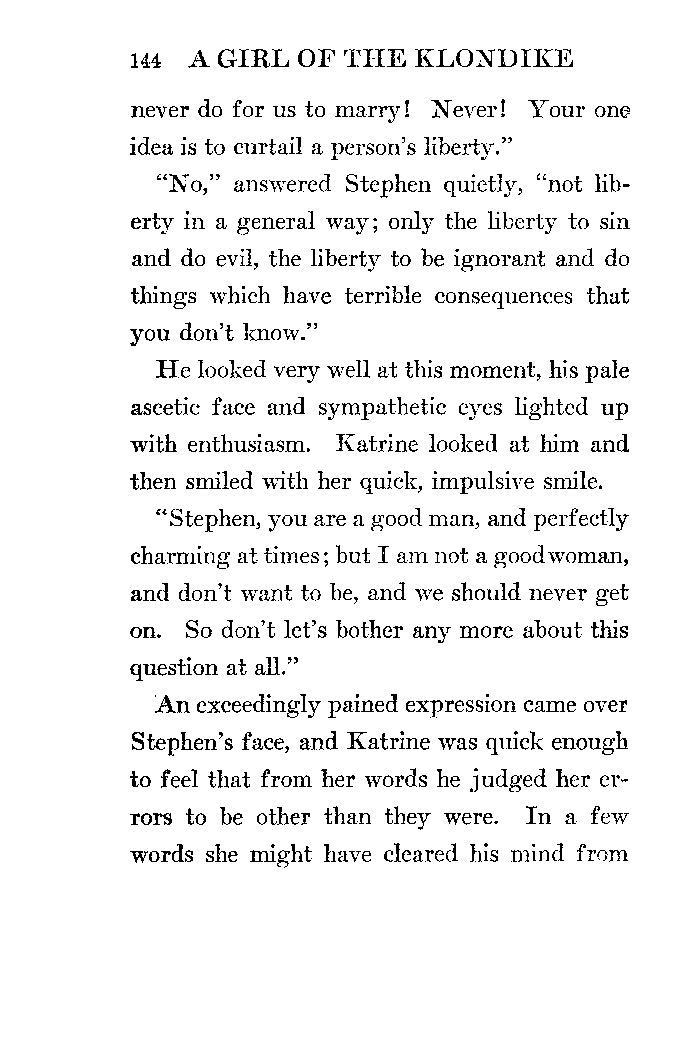 144 A GIRL OF THE KLONDIKE
never do for us to marry! Never! Your one
idea is to curtail a person's liberty."
"No," answered Stephen quietly, "not lib-
erty in a general way; only the liberty to sin
and do evil, the liberty to be ignorant and do
things which have terrible consequences that
you don't know."
He looked very well at this moment, his pale
ascetic face and sympathetic eyes lighted up
with enthusiasm. Katrine looked at him and
then smiled with her quick, impulsive smile.
"Stephen, you are a good man, and perfectly
charming at times; but I am not a good woman,
and don't want to be, and we should never get
on. So don't let's bother any more about this
question at all."
An exceedingly pained expression came over
Stephen's face, and Katrine was quick enough
to feel that from her words he judged her er-
rors to be other than they were. In a few
words she might have cleared his mind from